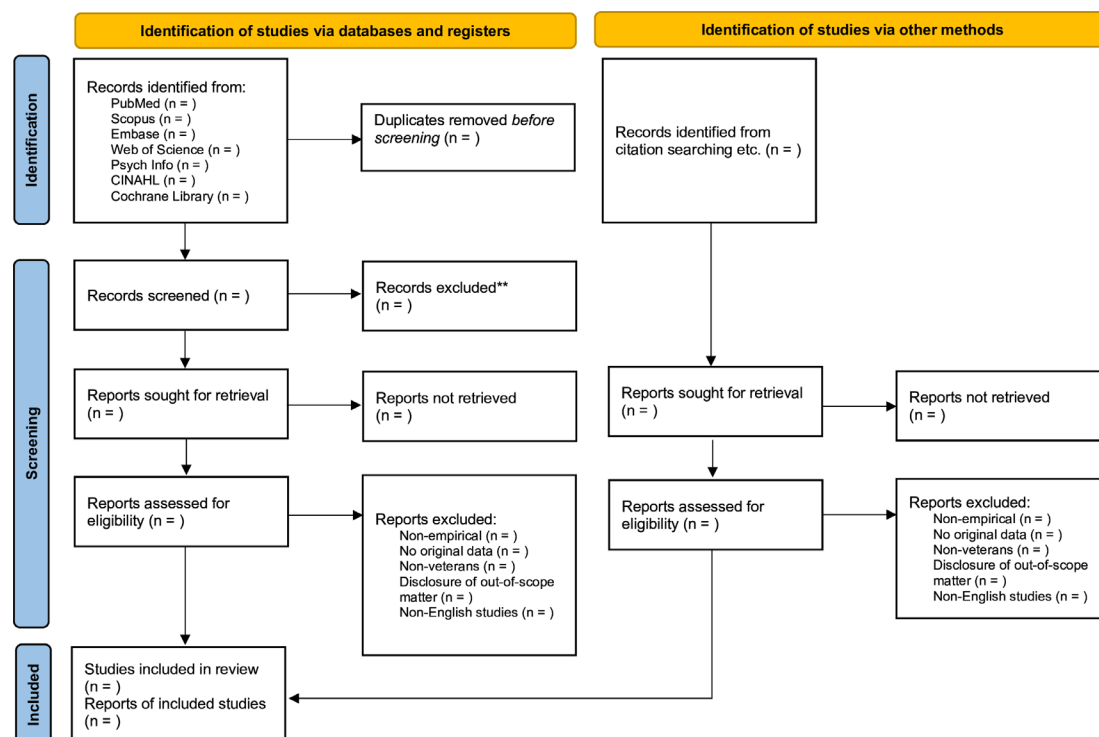 Identification of studies via databases and registers
Identification of studies via other methods
Identification
Records identified from:
PubMed (n = )
Scopus (n = )
Embase (n = )
Web of Science (n = )
Psych Info (n = )
CINAHL (n = )
Cochrane Library (n = )
Duplicates removed before
screening (n = )
Records identified from
citation searching etc. (n = )
Screening
Records screened (n = )
Records excluded**
(n = )
Reports sought for retrieval
(n = )
Reports not retrieved
(n = )
Reports sought for retrieval
(n = )
Reports not retrieved
(n = )
Reports assessed for
eligibility (n = )
Reports excluded:
Non-empirical (n = )
No original data (n = )
Non-veterans (n = )
Disclosure of out-of-scope
matter (n = )
Non-English studies (n = )
Reports assessed for
eligibility (n = )
Reports excluded:
Non-empirical (n = )
No original data (n = )
Non-veterans (n = )
Disclosure of out-of-scope
matter (n = )
Non-English studies (n = )
Included
Studies included in review
(n = )
Reports of included studies
(n = )